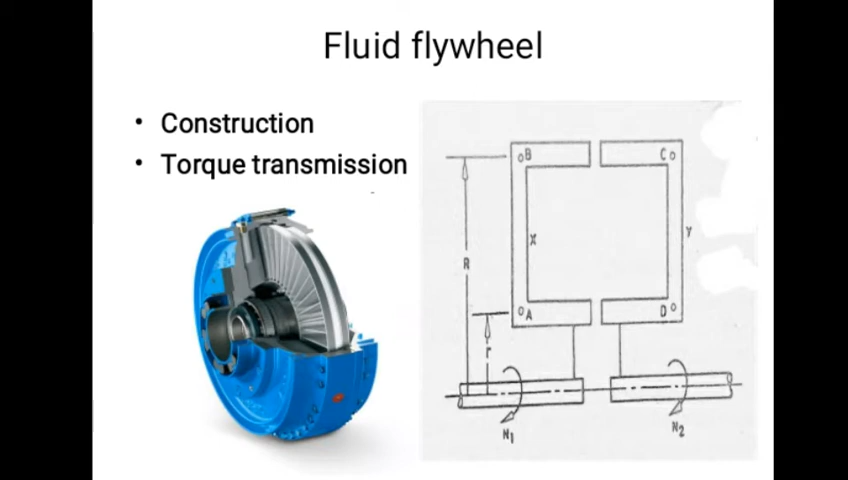 Fluid flywheel
• Construction
• Torque transmission
B
C
X
Y
R
A
D
r
N1
N2